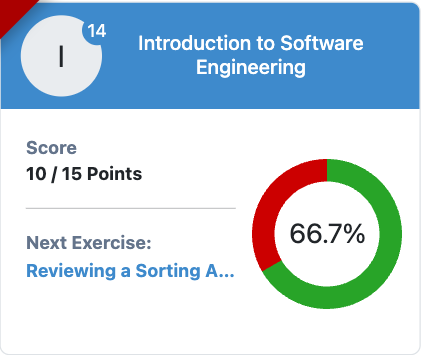 I
14
Introduction to Software
Engineering
Score
10 / 15 Points
66.7%
Next Exercise:
Reviewing a Sorting A...